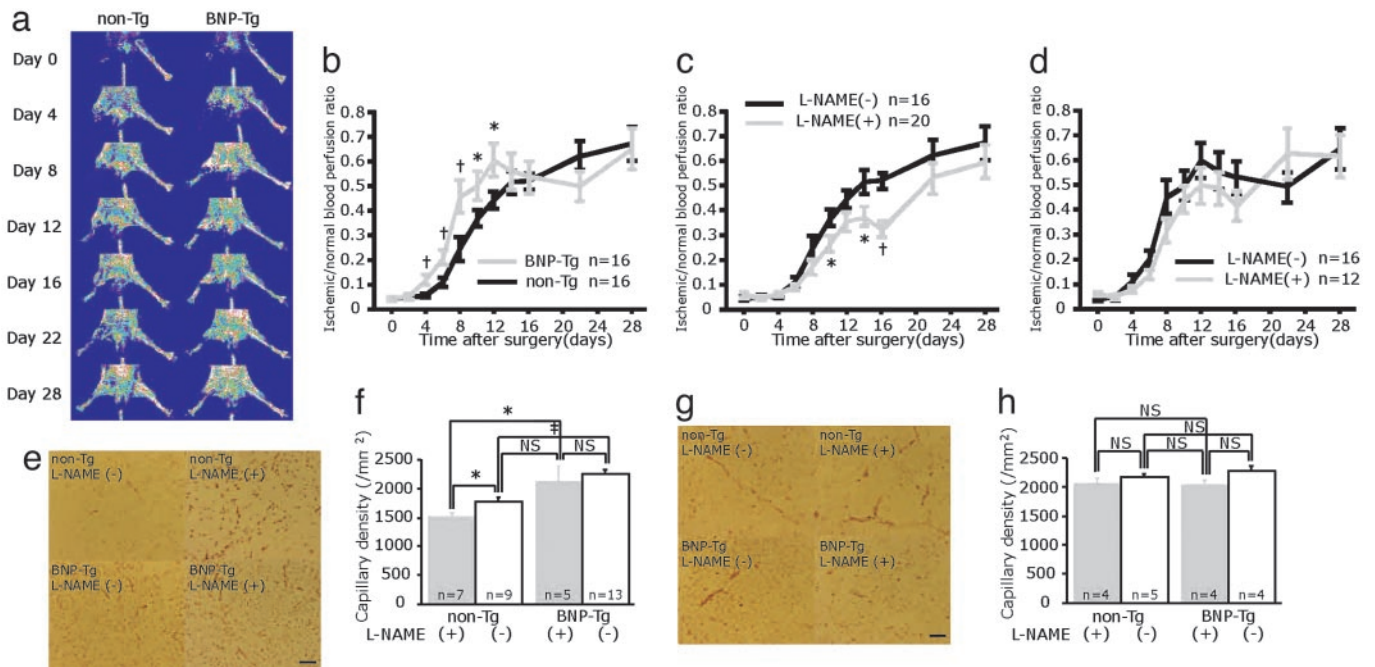 a
non-Tg BNP-Tg
Day 0
Day 4
Day 8
Day 12
Day 16
Day 22
Day 28
b
Ischemic/normal blood perfusion ratio
0.8
0.7
0.6
0.5
0.4
0.3
0.2
0.1
0
† † † * *
BNP-Tg n=16
non-Tg n=16
0 4 8 12 16 20 24 28
Time after surgery(days)
c
Ischemic/normal blood perfusion ratio
0.8
0.7
0.6
0.5
0.4
0.3
0.2
0.1
0
L-NAME(-) n=16
L-NAME(+) n=20
* * †
0 4 8 12 16 20 24 28
Time after surgery(days)
d
Ischemic/normal blood perfusion ratio
0.8
0.7
0.6
0.5
0.4
0.3
0.2
0.1
0
L-NAME(-) n=16
L-NAME(+) n=12
0 4 8 12 16 20 24 28
Time after surgery(days)
e
non-Tg
L-NAME (-)
non-Tg
L-NAME (+)
BNP-Tg
L-NAME (-)
BNP-Tg
L-NAME (+)
f
Capillary density (/mm²)
2500
2000
1500
1000
500
0
*
‡
NS NS
*
n=7 n=9 n=5 n=13
non-Tg BNP-Tg
L-NAME (+) (-) (+) (-)
g
non-Tg
L-NAME (-)
non-Tg
L-NAME (+)
BNP-Tg
L-NAME (-)
BNP-Tg
L-NAME (+)
h
Capillary density (/mm²)
2500
2000
1500
1000
500
0
NS
NS
NS NS NS
n=4 n=5 n=4 n=4
non-Tg BNP-Tg
L-NAME (+) (-) (+) (-)